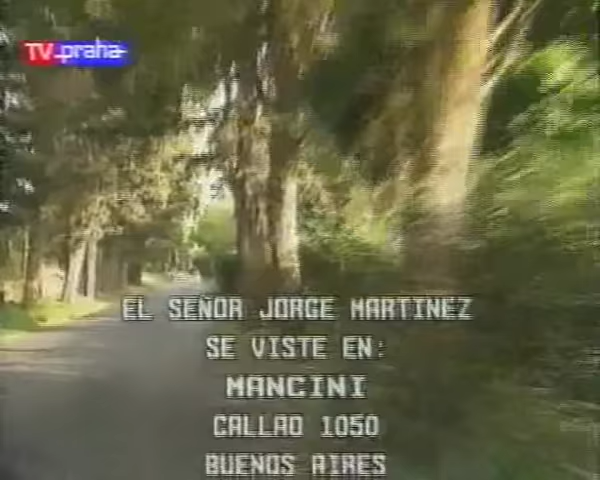 TV praha
EL SEÑOR JORGE MARTINEZ
SE VISTE EN:
MANCINI
CALLAO 1050
BUENOS AIRES